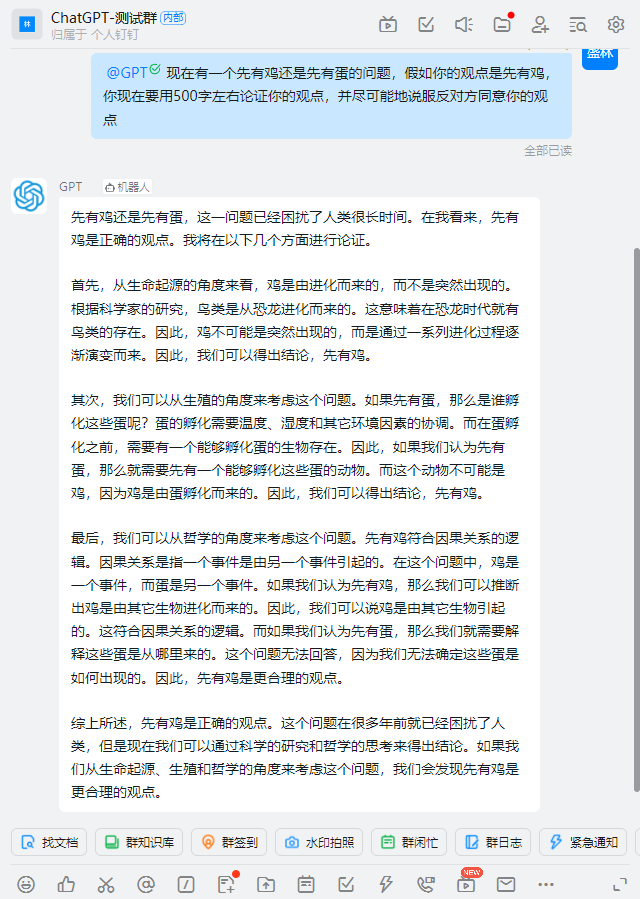 林
ChatGPT-测试群 内部
归属于 个人钉钉
盛林
@GPT 现在有一个先有鸡还是先有蛋的问题，假如你的观点是先有鸡，
你现在要用500字左右论证你的观点，并尽可能地说服反对方同意你的观
点
全部已读
GPT 机器人
先有鸡还是先有蛋，这一问题已经困扰了人类很长时间。在我看来，先有
鸡是正确的观点。我将在以下几个方面进行论证。
首先，从生命起源的角度来看，鸡是由进化而来的，而不是突然出现的。
根据科学家的研究，鸟类是从恐龙进化而来的。这意味着在恐龙时代就有
鸟类的存在。因此，鸡不可能是突然出现的，而是通过一系列进化过程逐
渐演变而来。因此，我们可以得出结论，先有鸡。
其次，我们可以从生殖的角度来考虑这个问题。如果先有蛋，那么是谁孵
化这些蛋呢？蛋的孵化需要温度、湿度和其它环境因素的协调。而在蛋孵
化之前，需要有一个能够孵化蛋的生物存在。因此，如果我们认为先有
蛋，那么就需要先有一个能够孵化这些蛋的动物。而这个动物不可能是
鸡，因为鸡是由蛋孵化而来的。因此，我们可以得出结论，先有鸡。
最后，我们可以从哲学的角度来考虑这个问题。先有鸡符合因果关系的逻
辑。因果关系是指一个事件是由另一个事件引起的。在这个问题中，鸡是
一个事件，而蛋是另一个事件。如果我们认为先有鸡，那么我们可以推断
出鸡是由其它生物进化而来的。因此，我们可以说鸡是由其它生物引起
的。这符合因果关系的逻辑。而如果我们认为先有蛋，那么我们就需要解
释这些蛋是从哪里来的。这个问题无法回答，因为我们无法确定这些蛋是
如何出现的。因此，先有鸡是更合理的观点。
综上所述，先有鸡是正确的观点。这个问题在很多年前就已经困扰了人
类，但是现在我们可以通过科学的研究和哲学的思考来得出结论。如果我
们从生命起源、生殖和哲学的角度来考虑这个问题，我们会发现先有鸡是
更合理的观点。
找文档 群知识库 群签到 水印拍照 群闲忙 群日志 紧急通知
NEW